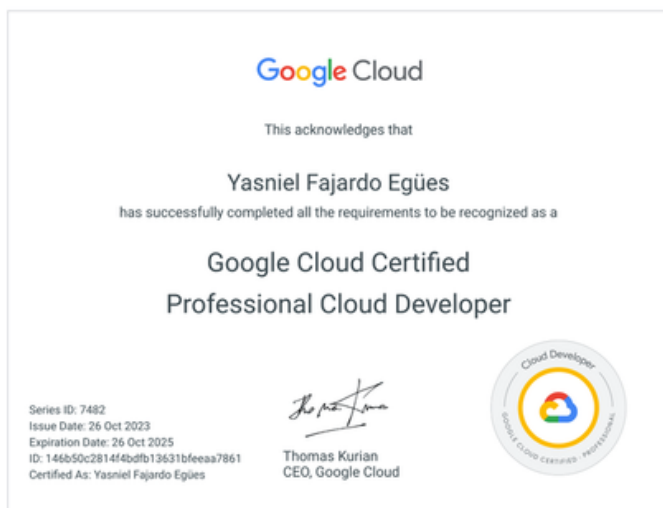 Google Cloud
This acknowledges that
Yasniel Fajardo Egües
has successfully completed all the requirements to be recognized as a
Google Cloud Certified
Professional Cloud Developer
Series ID: 7482
Issue Date: 26 Oct 2023
Expiration Date: 26 Oct 2025
ID: 146b50c2814f4bdfb13631bfeeaa7861
Certified As: Yasniel Fajardo Egües
Thomas Kurian
CEO, Google Cloud
Cloud Developer
GOOGLE CLOUD CERTIFIED · PROFESSIONAL